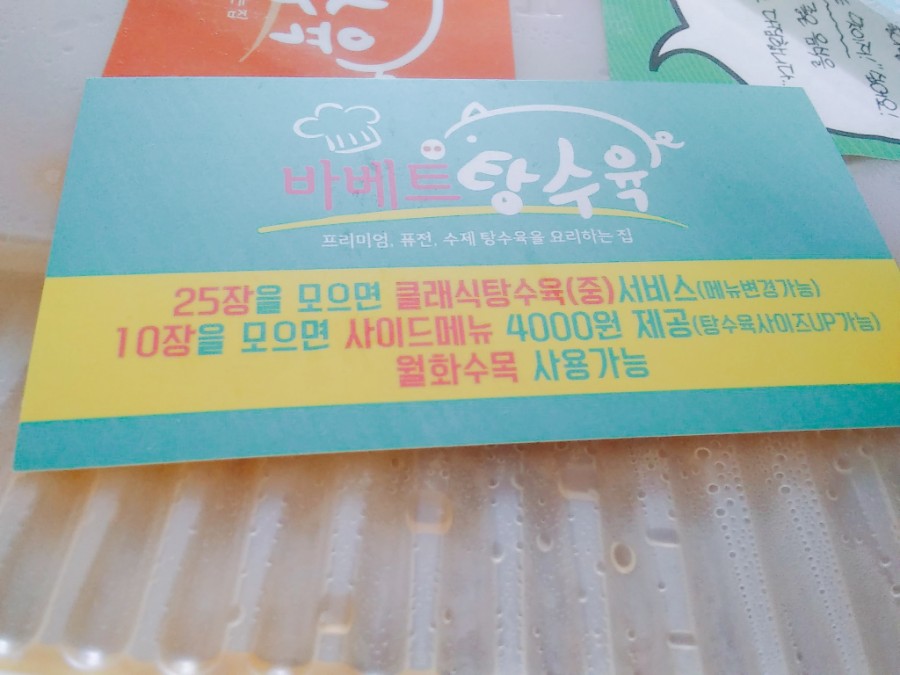 바베트탕수육
프리미엄, 퓨전, 수제 탕수육을 요리하는 집
25장을 모으면 클래식탕수육(중)서비스(메뉴변경가능)
10장을 모으면 사이드메뉴 4000원 제공(탕수육사이즈UP가능)
월화수목 사용가능